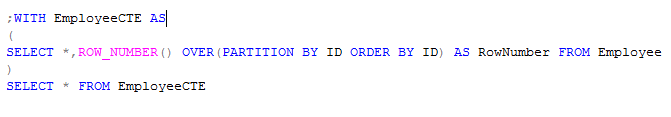 ;WITH EmployeeCTE AS
(
SELECT *,ROW_NUMBER() OVER(PARTITION BY ID ORDER BY ID) AS RowNumber FROM Employee
)
SELECT * FROM EmployeeCTE